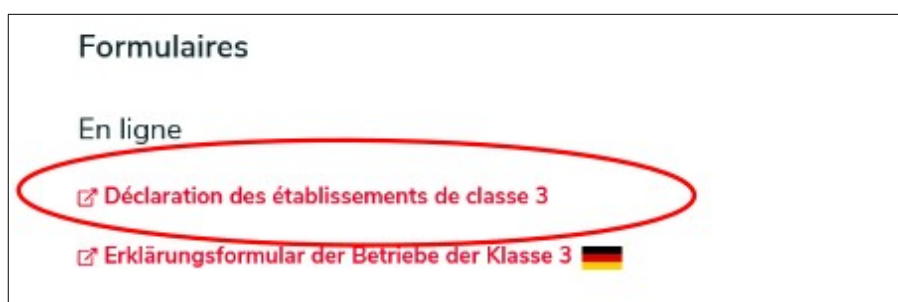 Formulaires
En ligne
Déclaration des établissements de classe 3
Erklärungsformular der Betriebe der Klasse 3